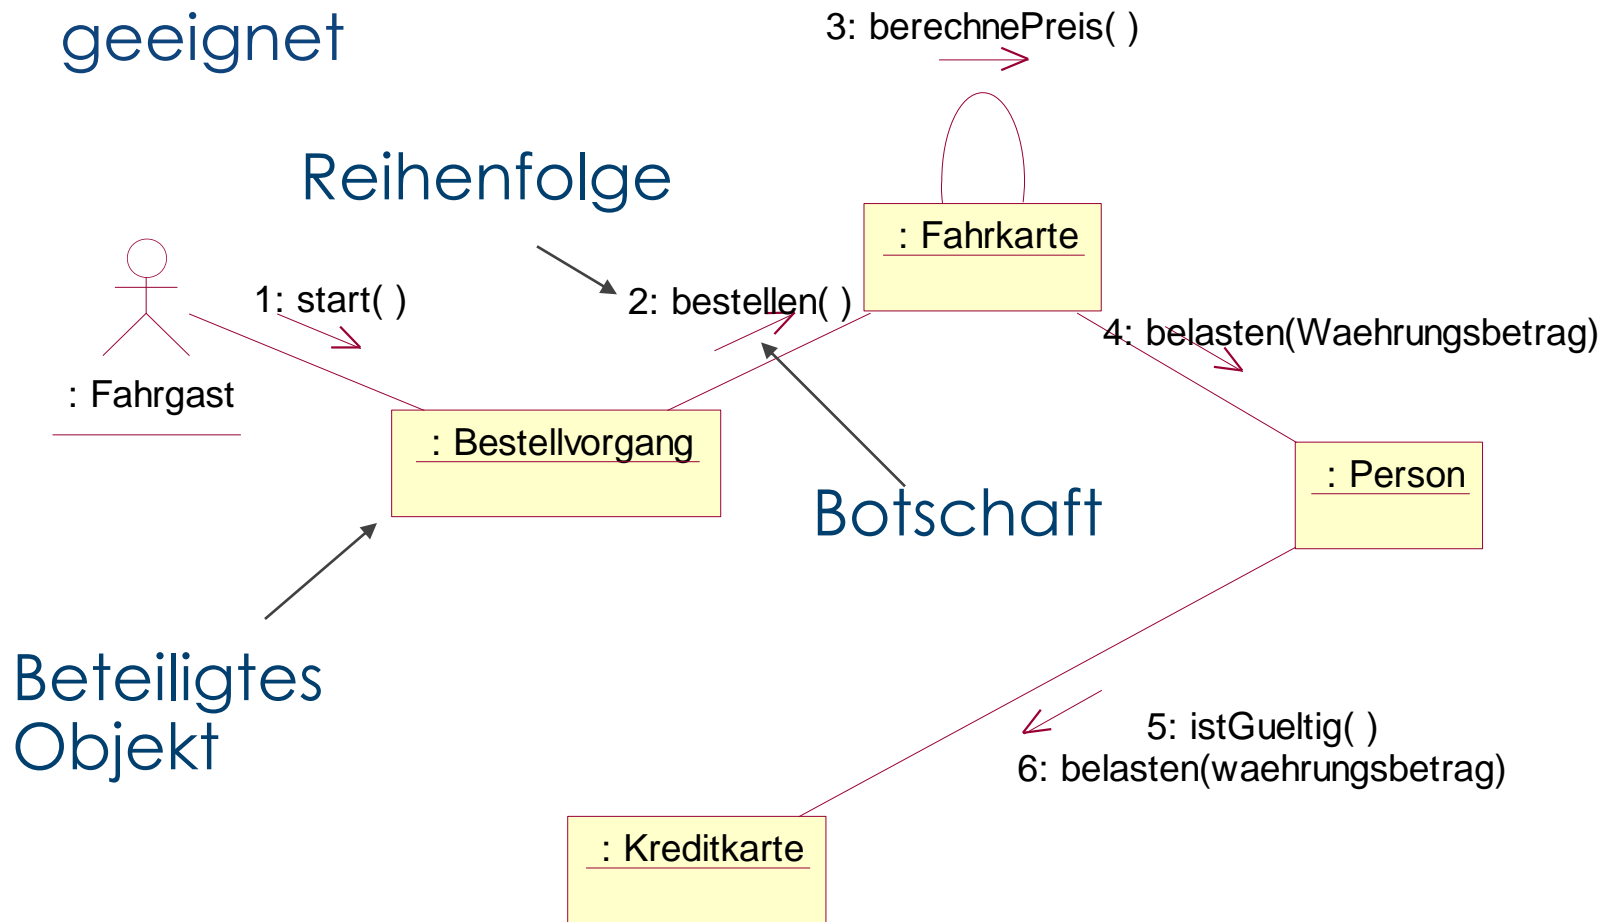 geeignet
3: berechnePreis( )
Reihenfolge
: Fahrkarte
1: start( )
2: bestellen( )
4: belasten(Waehrungsbetrag)
: Fahrgast
: Bestellvorgang
: Person
Botschaft
Beteiligtes
Objekt
5: istGueltig( )
6: belasten(waehrungsbetrag)
: Kreditkarte